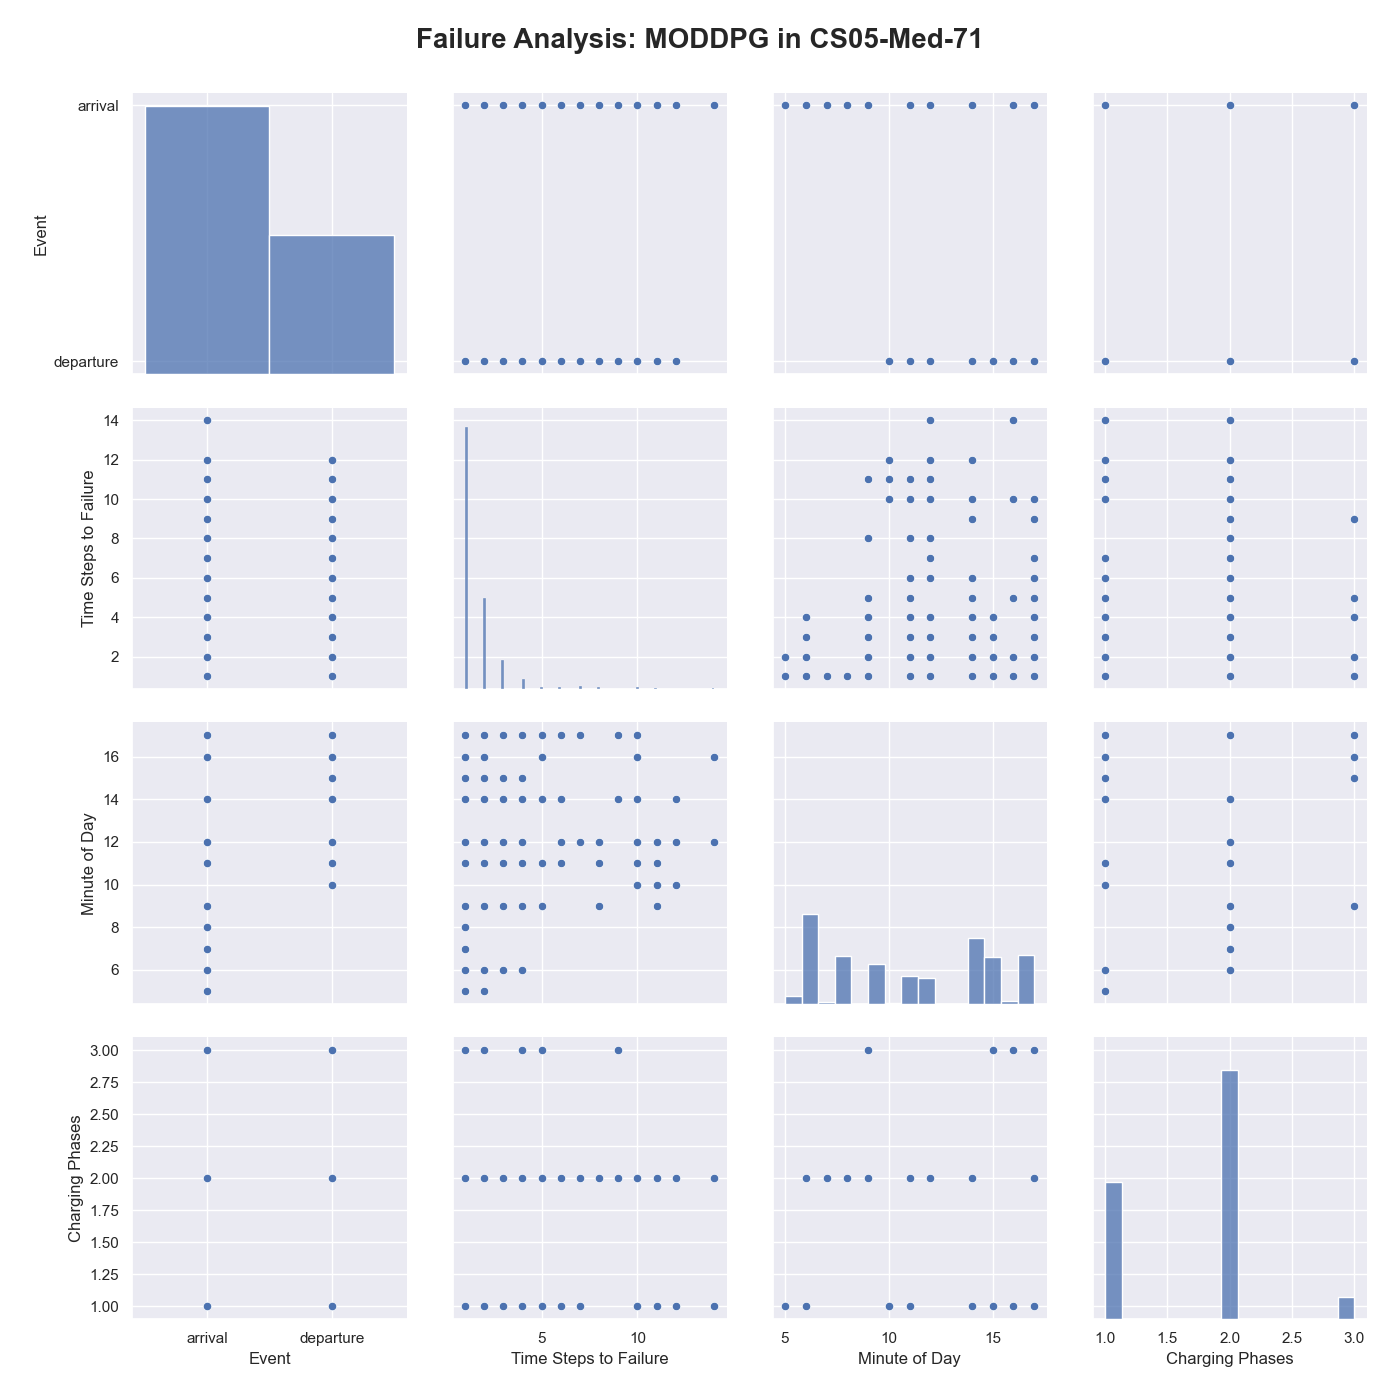 Failure Analysis: MODDPG in CS05-Med-71
arrival
departure
Event
14
12
10
8
6
4
2
Time Steps to Failure
16
14
12
10
8
6
Minute of Day
3.00
2.75
2.50
2.25
2.00
1.75
1.50
1.25
1.00
Charging Phases
arrival departure
5 10
5 10 15
1.0 1.5 2.0 2.5 3.0
Event
Time Steps to Failure
Minute of Day
Charging Phases